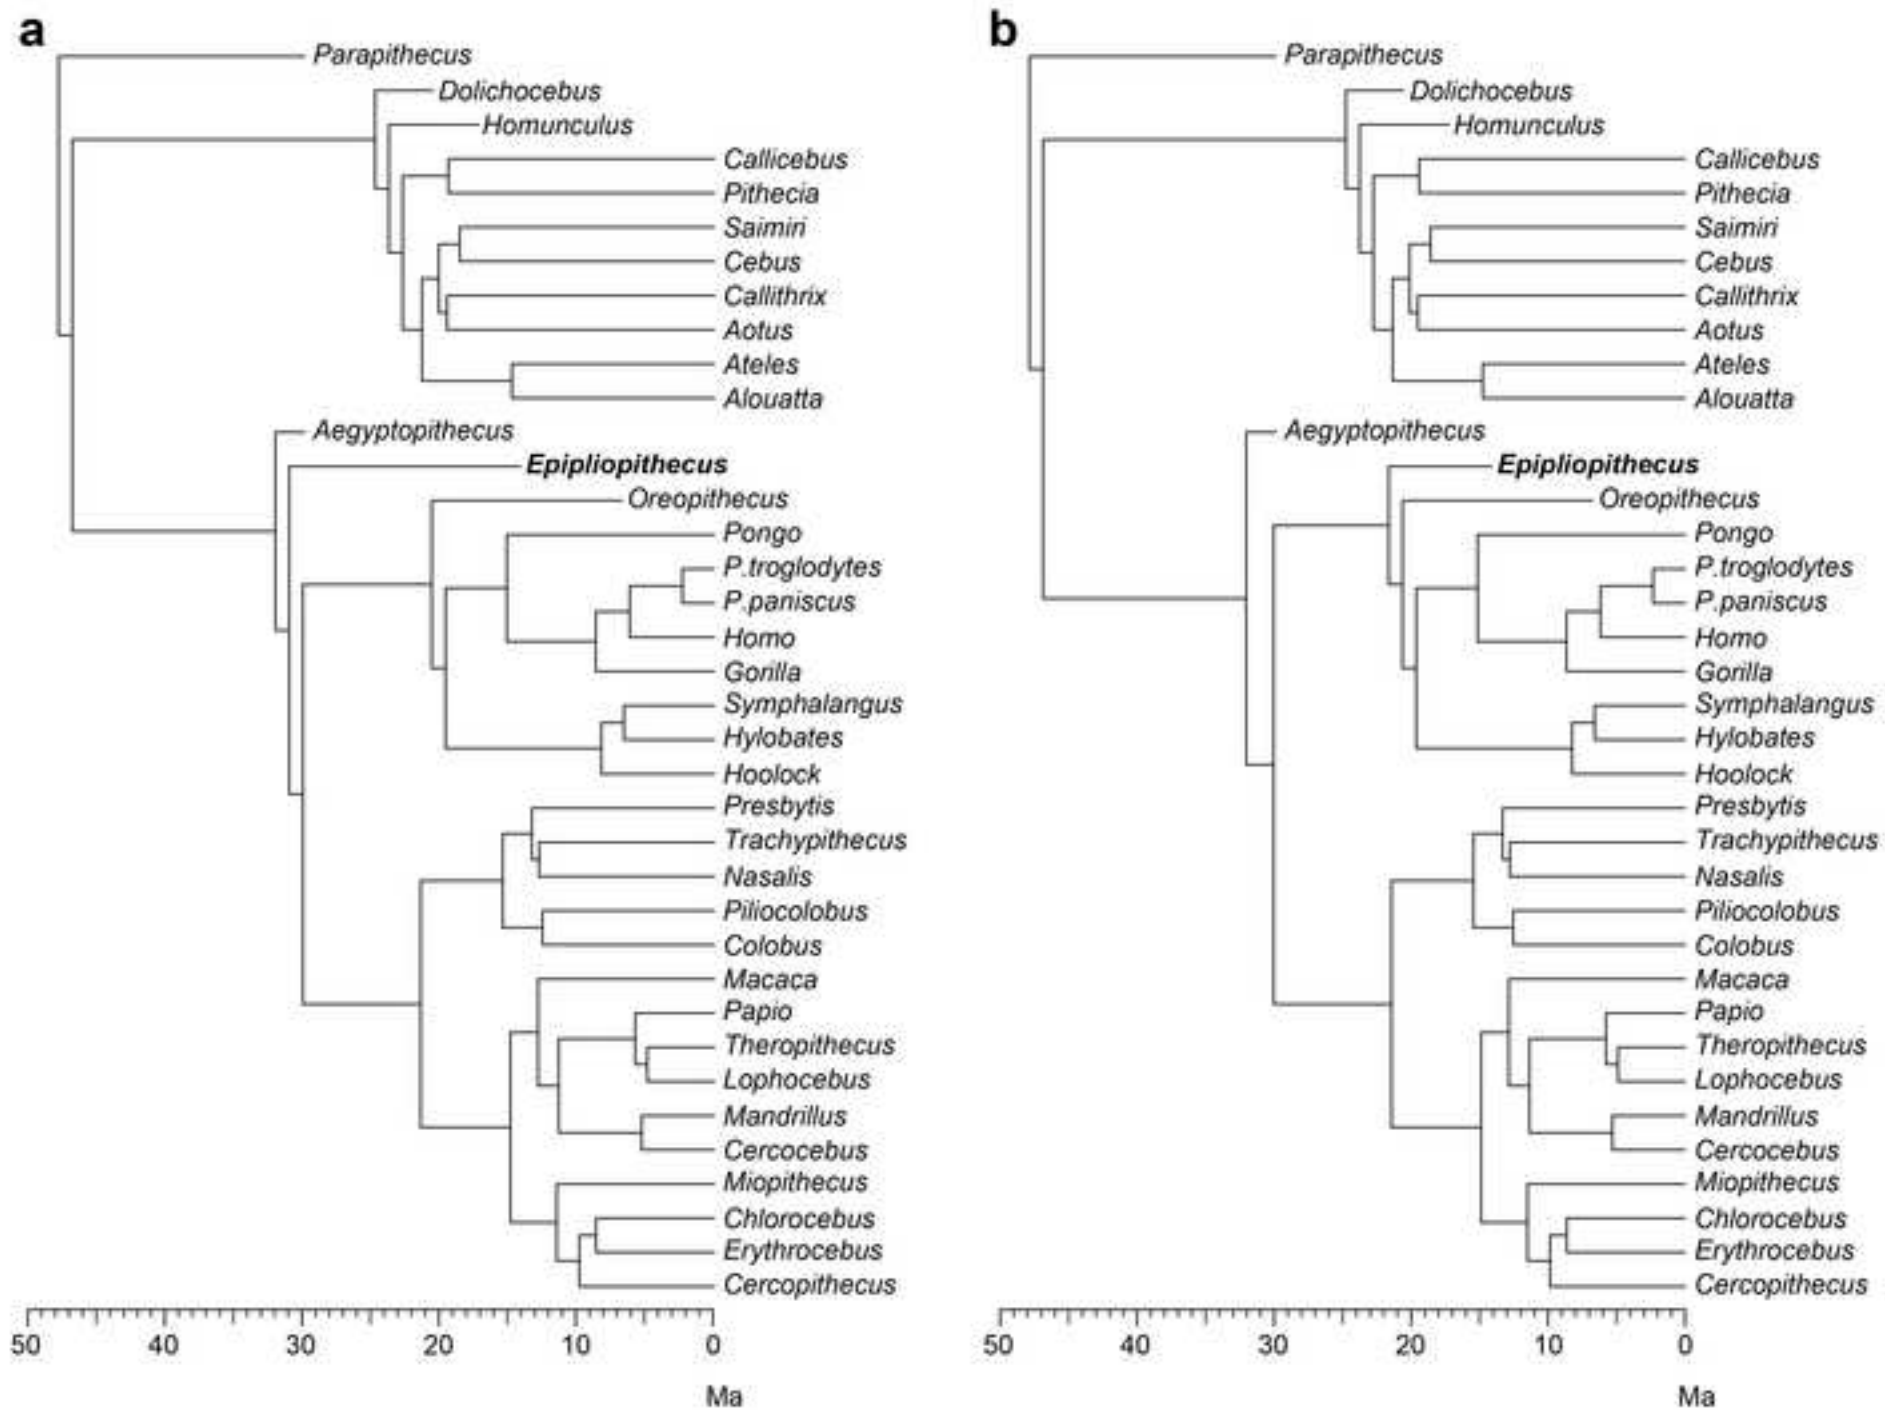 a
Parapithecus
Dolichocebus
Homunculus
Callicebus
Pithecia
Saimiri
Cebus
Callithrix
Aotus
Ateles
Alouatta
Aegyptopithecus
Epipliopithecus
Oreopithecus
Pongo
P.troglodytes
P.paniscus
Homo
Gorilla
Symphalangus
Hylobates
Hoolock
Presbytis
Trachypithecus
Nasalis
Piliocolobus
Colobus
Macaca
Papio
Theropithecus
Lophocebus
Mandrillus
Cercocebus
Miopithecus
Chlorocebus
Erythrocebus
Cercopithecus
50 40 30 20 10 0
Ma
b
Parapithecus
Dolichocebus
Homunculus
Callicebus
Pithecia
Saimiri
Cebus
Callithrix
Aotus
Ateles
Alouatta
Aegyptopithecus
Epipliopithecus
Oreopithecus
Pongo
P.troglodytes
P.paniscus
Homo
Gorilla
Symphalangus
Hylobates
Hoolock
Presbytis
Trachypithecus
Nasalis
Piliocolobus
Colobus
Macaca
Papio
Theropithecus
Lophocebus
Mandrillus
Cercocebus
Miopithecus
Chlorocebus
Erythrocebus
Cercopithecus
50 40 30 20 10 0
Ma